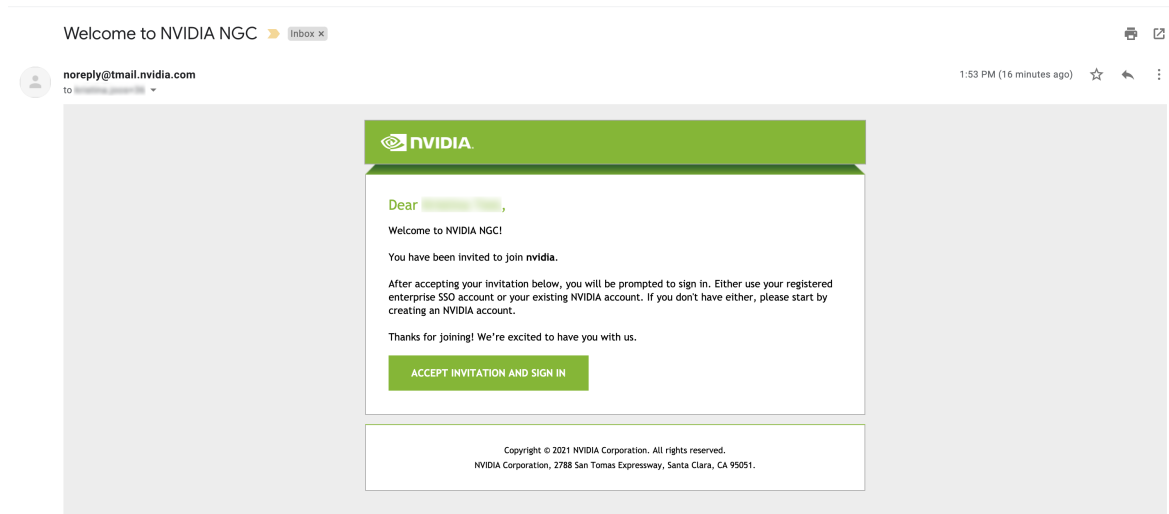 Welcome to NVIDIA NGC Inbox ×
noreply@tmail.nvidia.com 1:53 PM (16 minutes ago)
to
NVIDIA.
Dear ,
Welcome to NVIDIA NGC!
You have been invited to join nvidia.
After accepting your invitation below, you will be prompted to sign in. Either use your registered
enterprise SSO account or your existing NVIDIA account. If you don't have either, please start by
creating an NVIDIA account.
Thanks for joining! We're excited to have you with us.
ACCEPT INVITATION AND SIGN IN
Copyright © 2021 NVIDIA Corporation. All rights reserved.
NVIDIA Corporation, 2788 San Tomas Expressway, Santa Clara, CA 95051.